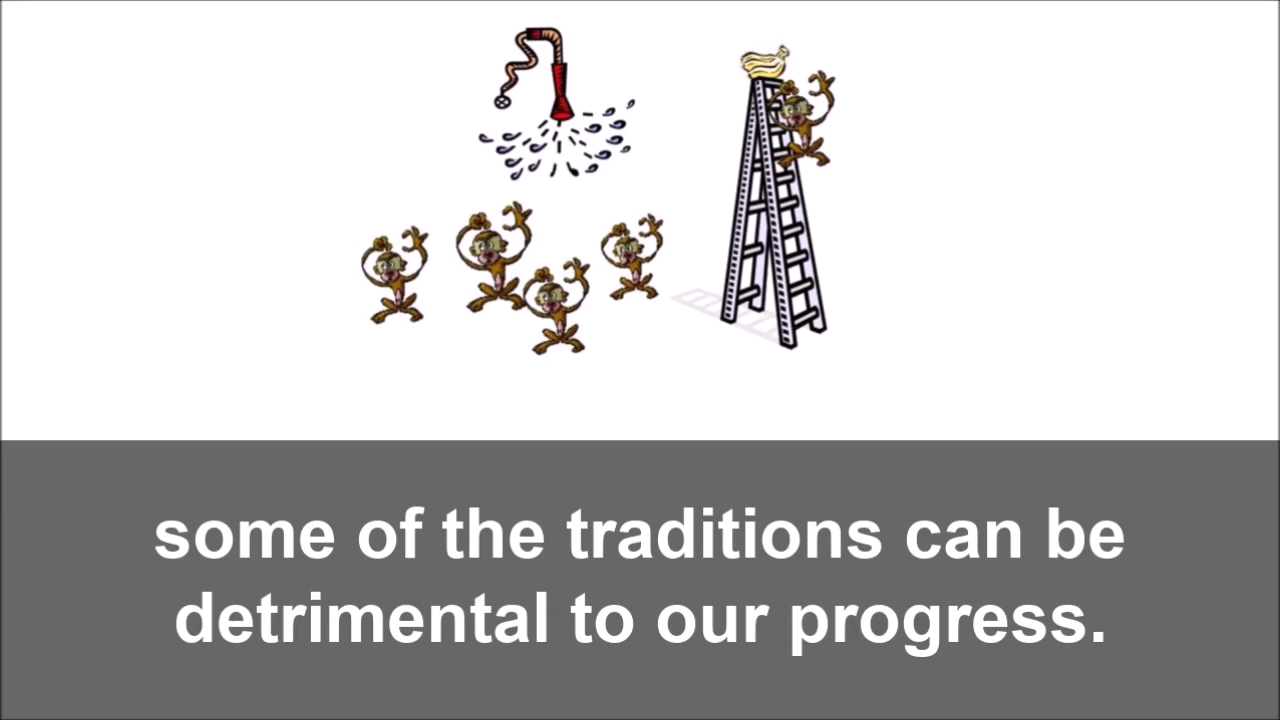 some of the traditions can be
detrimental to our progress.